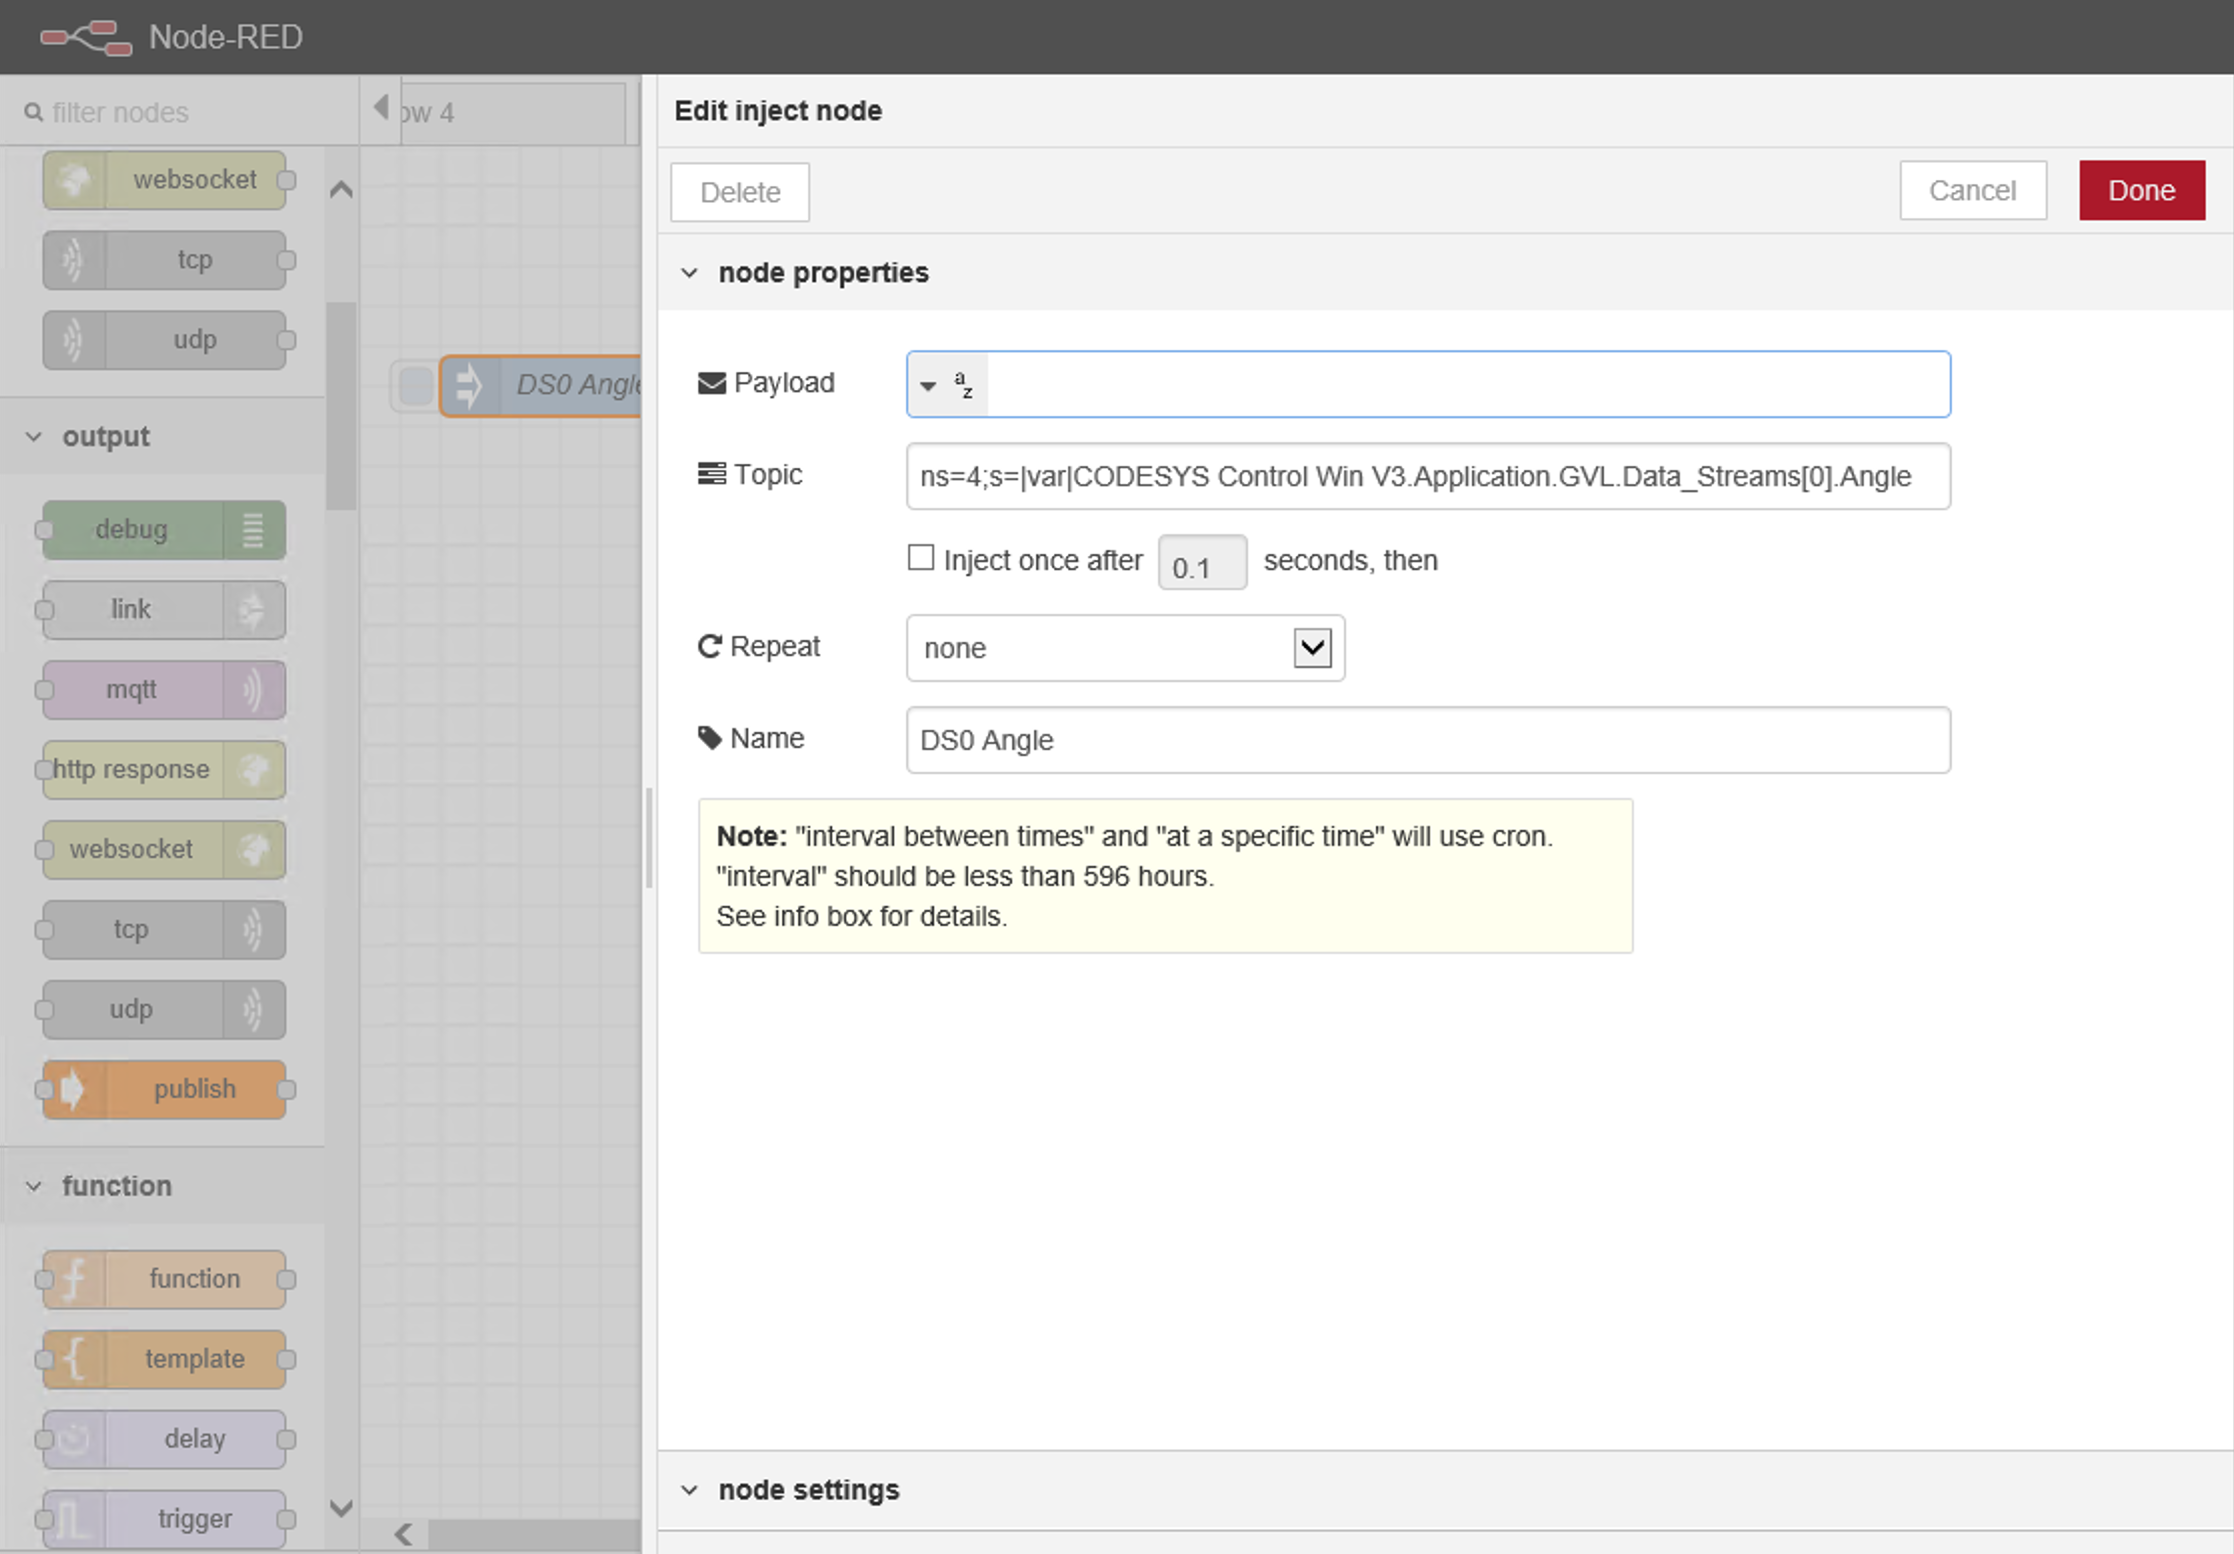 Node-RED
filter nodes
websocket
tcp
udp
output
debug
link
mqtt
http response
websocket
tcp
udp
publish
function
function
template
delay
trigger
ow 4
DS0 Angle
Edit inject node
Delete
Cancel
Done
node properties
Payload
az
Topic
ns=4;s=|var|CODESYS Control Win V3.Application.GVL.Data_Streams[0].Angle
Inject once after 0.1 seconds, then
Repeat
none
Name
DS0 Angle
Note: "interval between times" and "at a specific time" will use cron.
"interval" should be less than 596 hours.
See info box for details.
node settings